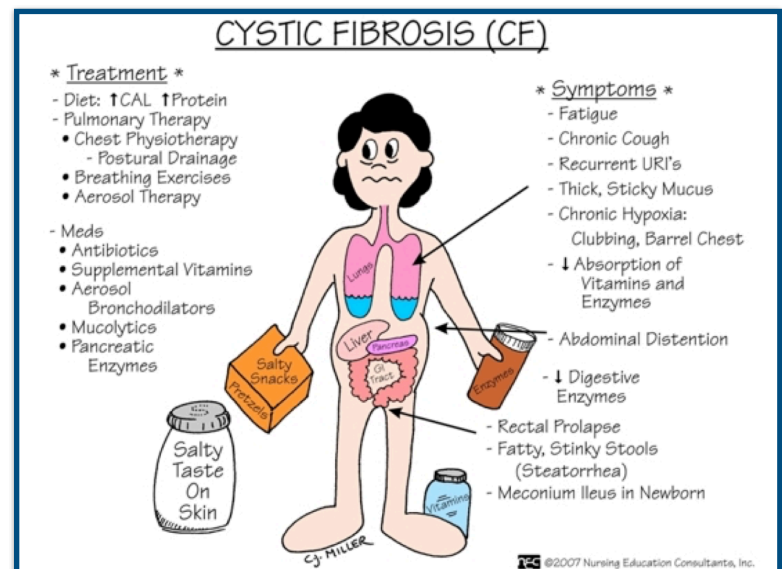 CYSTIC FIBROSIS (CF)
* Treatment *
- Diet: ↑CAL ↑Protein
- Pulmonary Therapy
• Chest Physiotherapy
- Postural Drainage
• Breathing Exercises
• Aerosol Therapy
- Meds
• Antibiotics
• Supplemental Vitamins
• Aerosol
Bronchodilators
• Mucolytics
• Pancreatic
Enzymes
* Symptoms *
- Fatigue
- Chronic Cough
- Recurrent URI's
- Thick, Sticky Mucus
- Chronic Hypoxia:
Clubbing, Barrel Chest
- ↓ Absorption of
Vitamins and
Enzymes
- Abdominal Distention
- ↓ Digestive
Enzymes
- Rectal Prolapse
- Fatty, Stinky Stools
(Steatorrhea)
- Meconium Ileus in Newborn
Lungs
Liver
Pancreas
GI
Tract
Salty
Snacks
Pretzels
Enzymes
Salty
Taste
On
Skin
Vitamins
C.J. MILLER
NEC ©2007 Nursing Education Consultants, Inc.